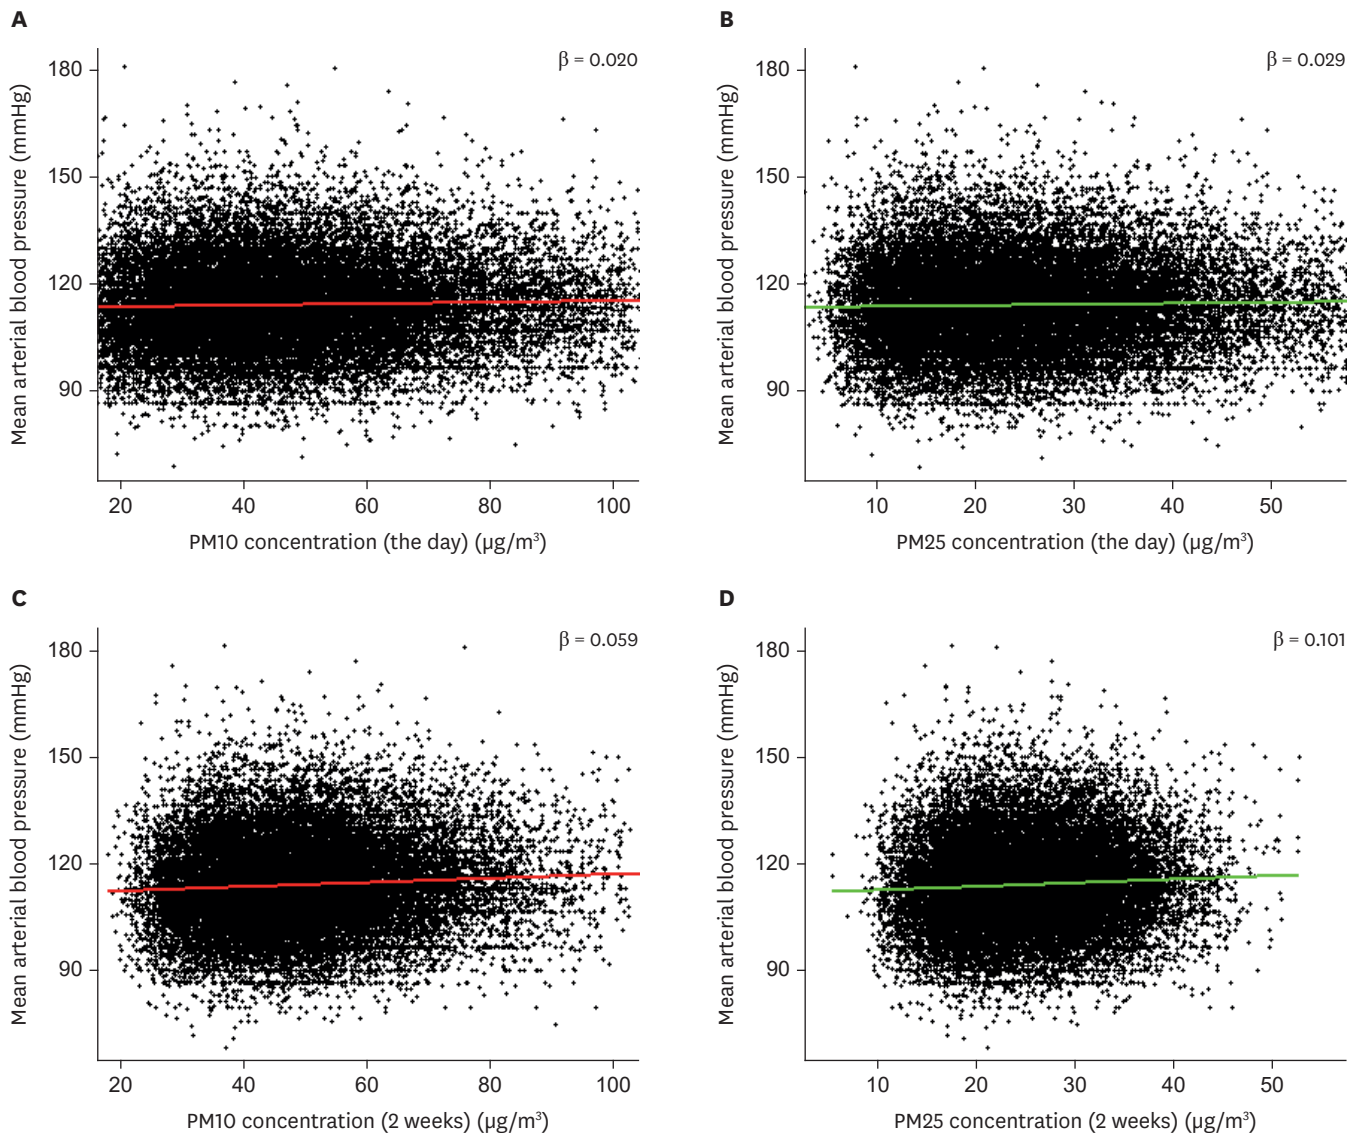 A
β = 0.020
180
150
120
90
Mean arterial blood pressure (mmHg)
20
40
60
80
100
PM10 concentration (the day) (µg/m³)
B
β = 0.029
180
150
120
90
Mean arterial blood pressure (mmHg)
10
20
30
40
50
PM25 concentration (the day) (µg/m³)
C
β = 0.059
180
150
120
90
Mean arterial blood pressure (mmHg)
20
40
60
80
100
PM10 concentration (2 weeks) (µg/m³)
D
β = 0.101
180
150
120
90
Mean arterial blood pressure (mmHg)
10
20
30
40
50
PM25 concentration (2 weeks) (µg/m³)